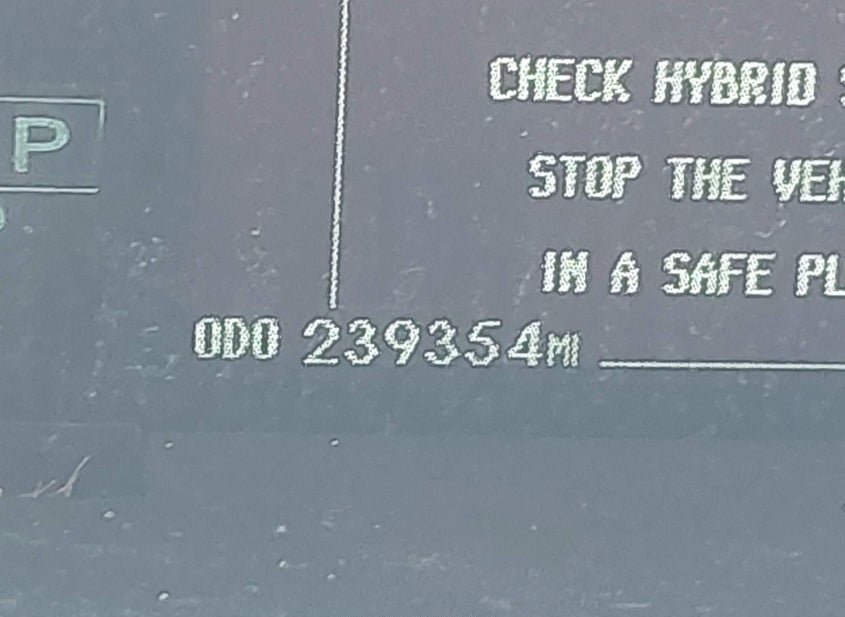 CHECK HYBRID
P
STOP THE VEH
IN A SAFE PL
ODO 239354MI